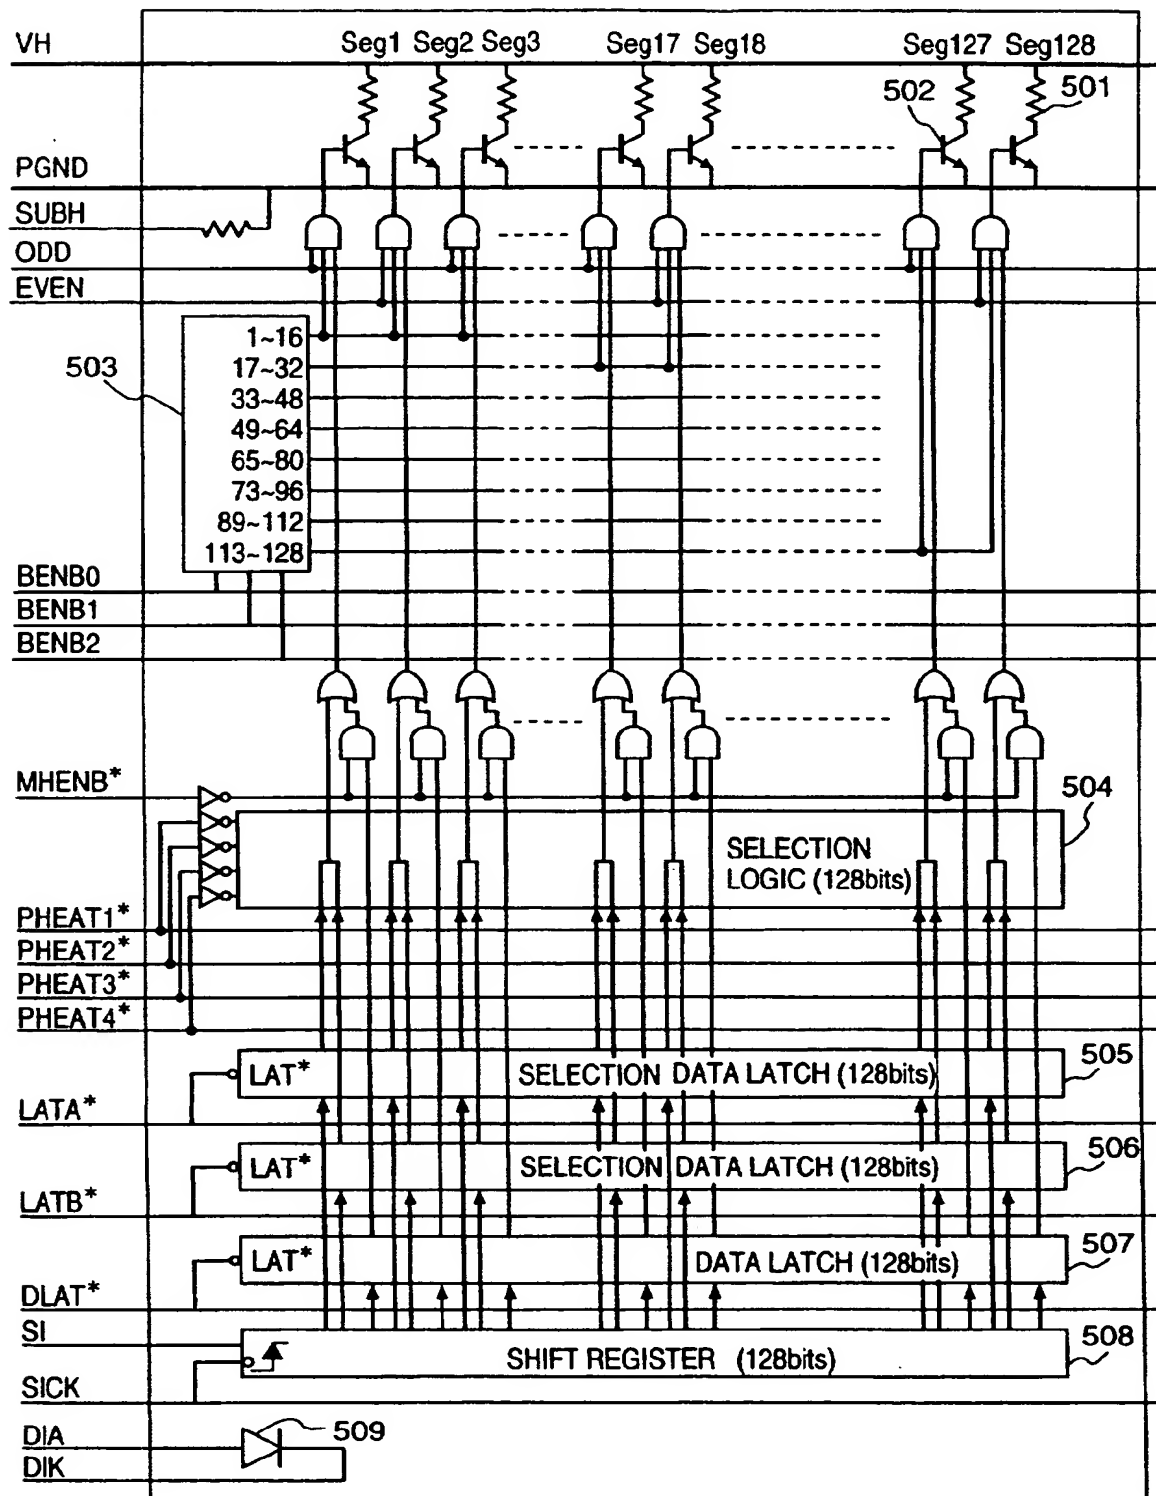 VH Seg1 Seg2 Seg3 Seg17 Seg18 Seg127 Seg128
502 501
PGND
SUBH
ODD
EVEN
503
1~16
17~32
33~48
49~64
65~80
73~96
89~112
113~128
BENB0
BENB1
BENB2
MHENB*
504
SELECTION
LOGIC (128bits)
PHEAT1*
PHEAT2*
PHEAT3*
PHEAT4*
LAT* SELECTION DATA LATCH (128bits) 505
LATA*
LAT* SELECTION DATA LATCH (128bits) 506
LATB*
LAT* DATA LATCH (128bits) 507
DLAT*
SI
SHIFT REGISTER (128bits) 508
SICK
DIA 509
DIK